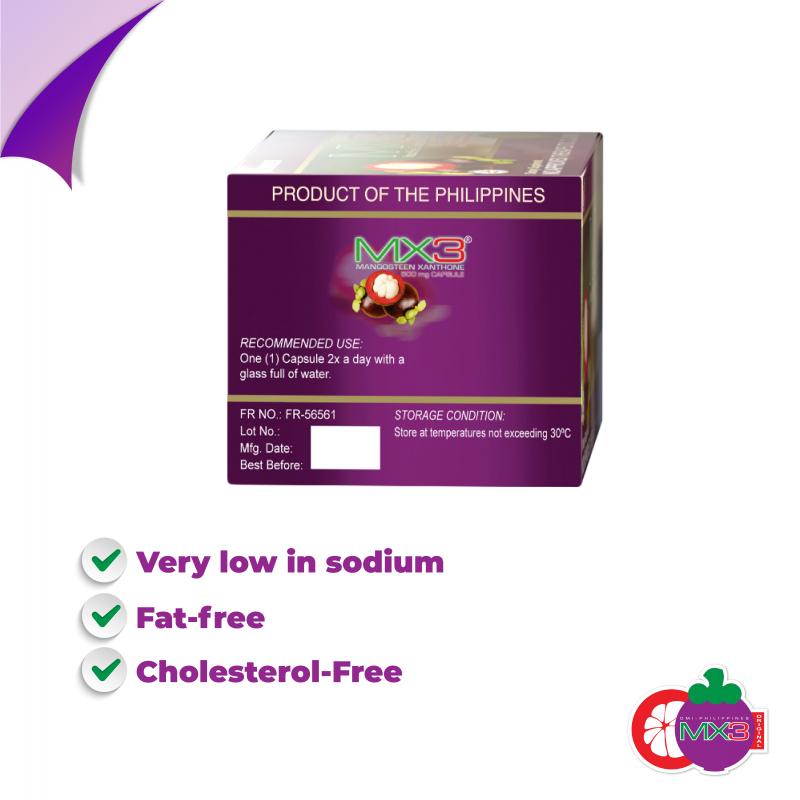 PRODUCT OF THE PHILIPPINES
MX3®
MANGOSTEEN XANTHONE
500 mg CAPSULE
RECOMMENDED USE:
One (1) Capsule 2x a day with a
glass full of water.
FR NO.: FR-56561
Lot No.:
Mfg. Date:
Best Before:
STORAGE CONDITION:
Store at temperatures not exceeding 30ºC
Very low in sodium
Fat-free
Cholesterol-Free
DMI-PHILIPPINES
MX3
ORIGINAL